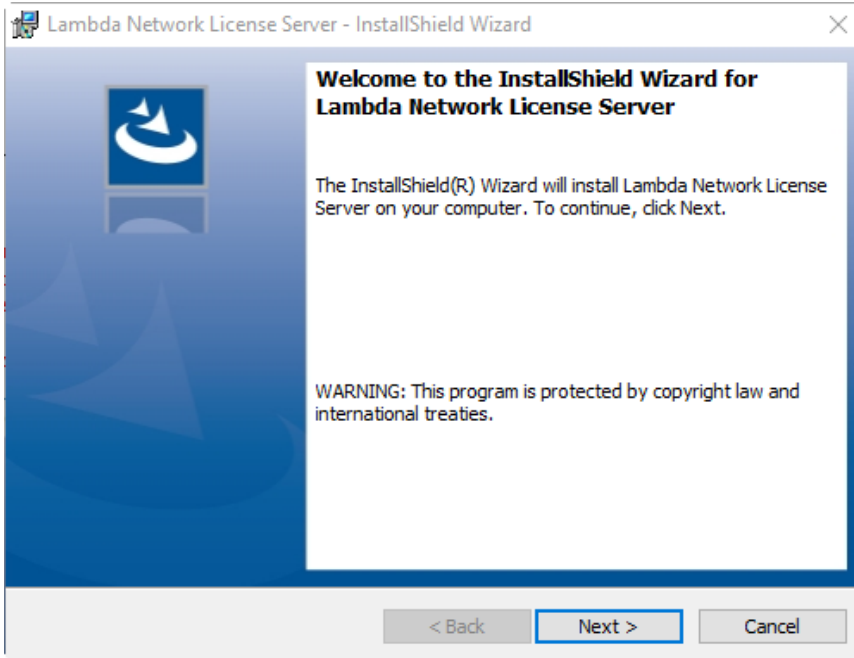 Lambda Network License Server - InstallShield Wizard
Welcome to the InstallShield Wizard for
Lambda Network License Server
The InstallShield(R) Wizard will install Lambda Network License
Server on your computer. To continue, click Next.
WARNING: This program is protected by copyright law and
international treaties.
< Back
Next >
Cancel